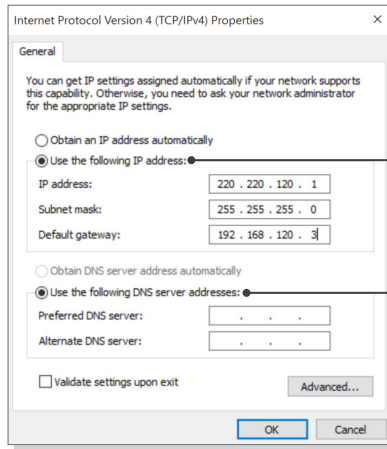 Internet Protocol Version 4 (TCP/IPv4) Properties
General
You can get IP settings assigned automatically if your network supports
this capability. Otherwise, you need to ask your network administrator
for the appropriate IP settings.
Obtain an IP address automatically
Use the following IP address:
IP address: 220 . 220 . 120 . 1
Subnet mask: 255 . 255 . 255 . 0
Default gateway: 192 . 168 . 120 . 3
Obtain DNS server address automatically
Use the following DNS server addresses:
Preferred DNS server: . . .
Alternate DNS server: . . .
Validate settings upon exit
Advanced...
OK Cancel